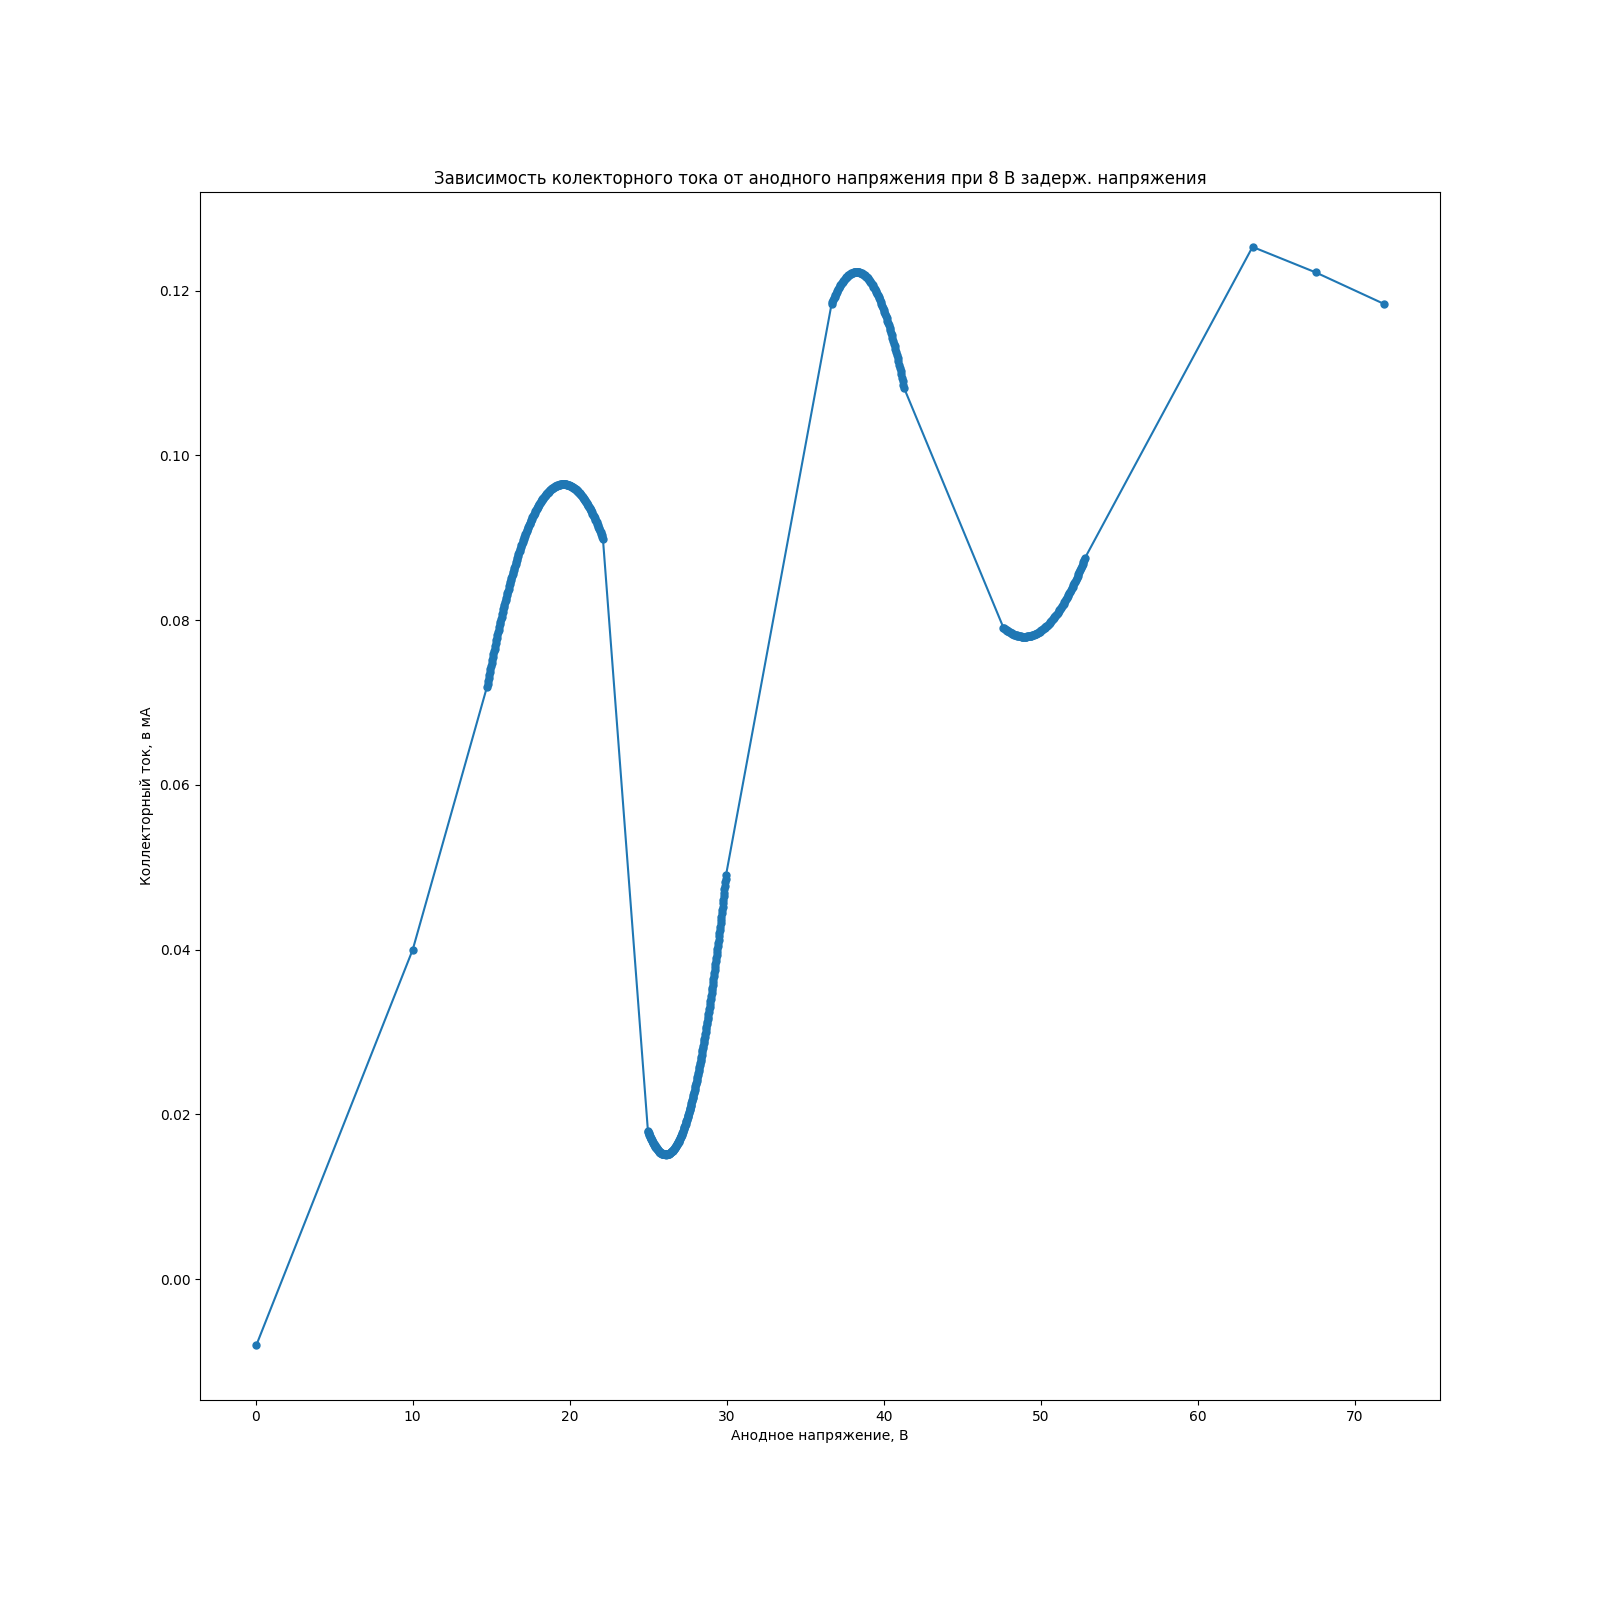 Зависимость колекторного тока от анодного напряжения при 8 В задерж. напряжения
0.12
0.10
0.08
0.06
0.04
0.02
0.00
Коллекторный ток, в мА
0 10 20 30 40 50 60 70
Анодное напряжение, В